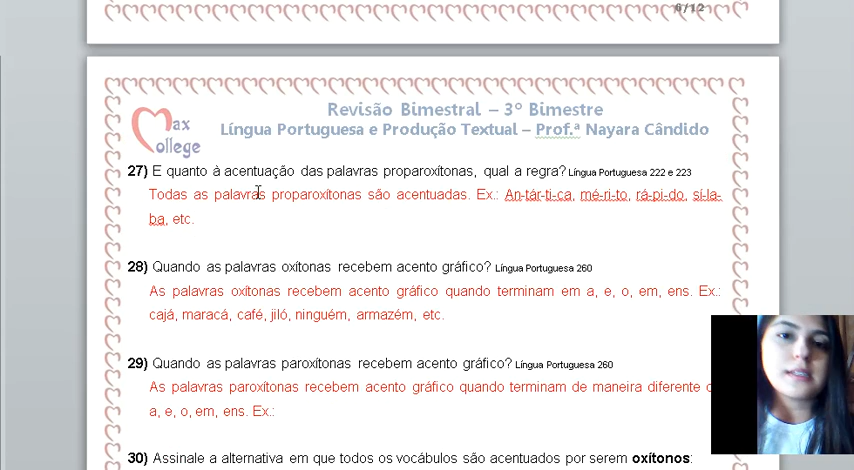 6/12
Max
College
Revisão Bimestral – 3° Bimestre
Língua Portuguesa e Produção Textual – Prof.ª Nayara Cândido
27) E quanto à acentuação das palavras proparoxítonas, qual a regra? Língua Portuguesa 222 e 223
Todas as palavras proparoxítonas são acentuadas. Ex.: An-tár-ti-ca, mé-ri-to, rá-pi-do, sí-la-
ba, etc.
28) Quando as palavras oxítonas recebem acento gráfico? Língua Portuguesa 260
As palavras oxítonas recebem acento gráfico quando terminam em a, e, o, em, ens. Ex.:
cajá, maracá, café, jiló, ninguém, armazém, etc.
29) Quando as palavras paroxítonas recebem acento gráfico? Língua Portuguesa 260
As palavras paroxítonas recebem acento gráfico quando terminam de maneira diferente
a, e, o, em, ens. Ex.:
30) Assinale a alternativa em que todos os vocábulos são acentuados por serem oxítonos: